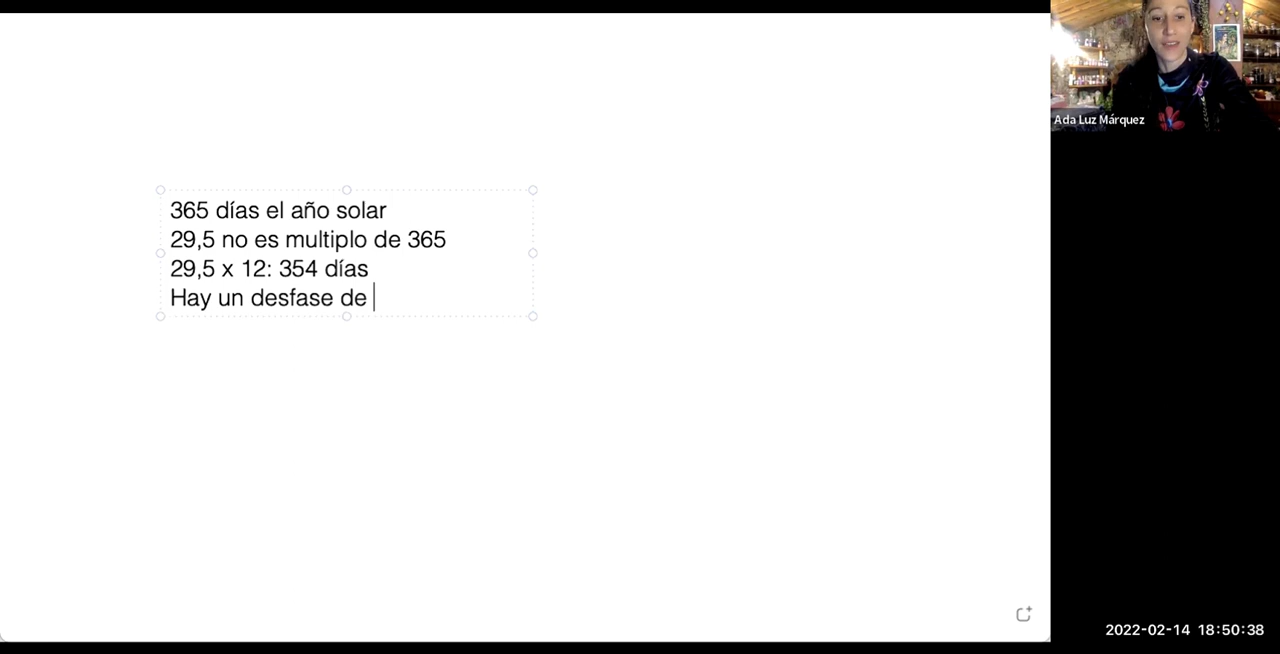 365 días el año solar
29,5 no es multiplo de 365
29,5 x 12: 354 días
Hay un desfase de
Ada Luz Márquez
2022-02-14 18:50:38